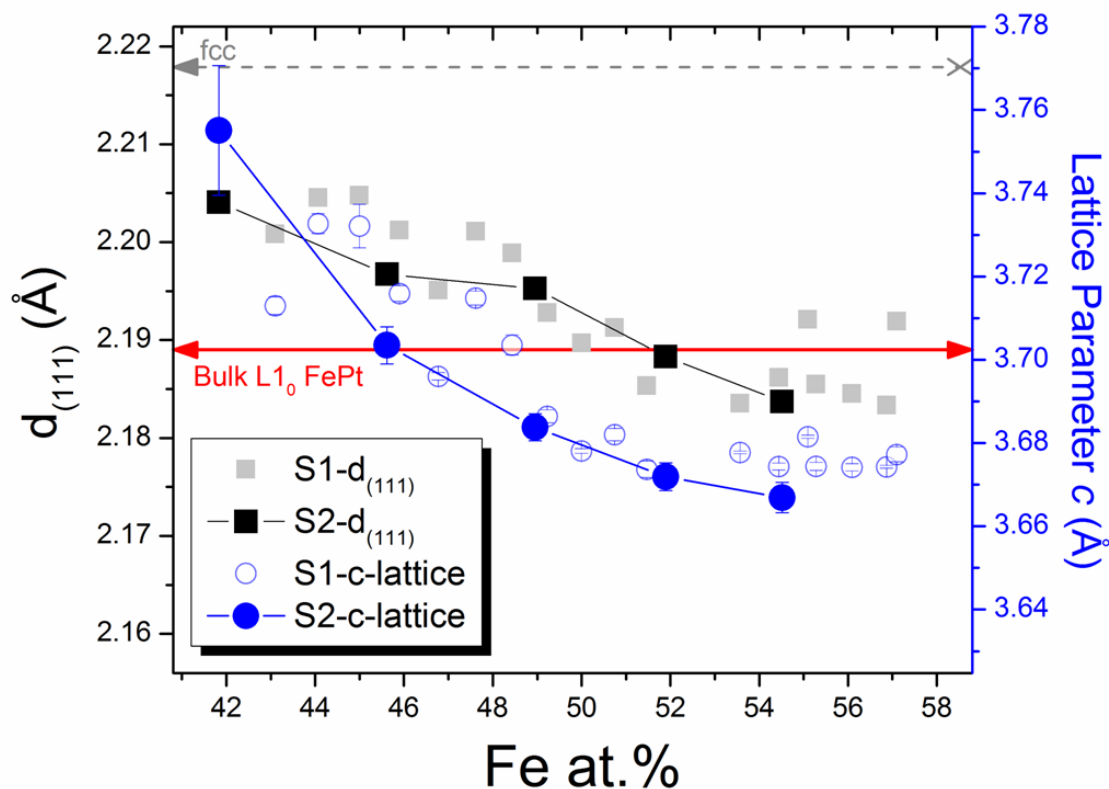 fcc
2.22
2.21
2.20
2.19
2.18
2.17
2.16
d(111) (Å)
Bulk L10 FePt
S1-d(111)
S2-d(111)
S1-c-lattice
S2-c-lattice
3.78
3.76
3.74
3.72
3.70
3.68
3.66
3.64
Lattice Parameter c (Å)
42 44 46 48 50 52 54 56 58
Fe at.%